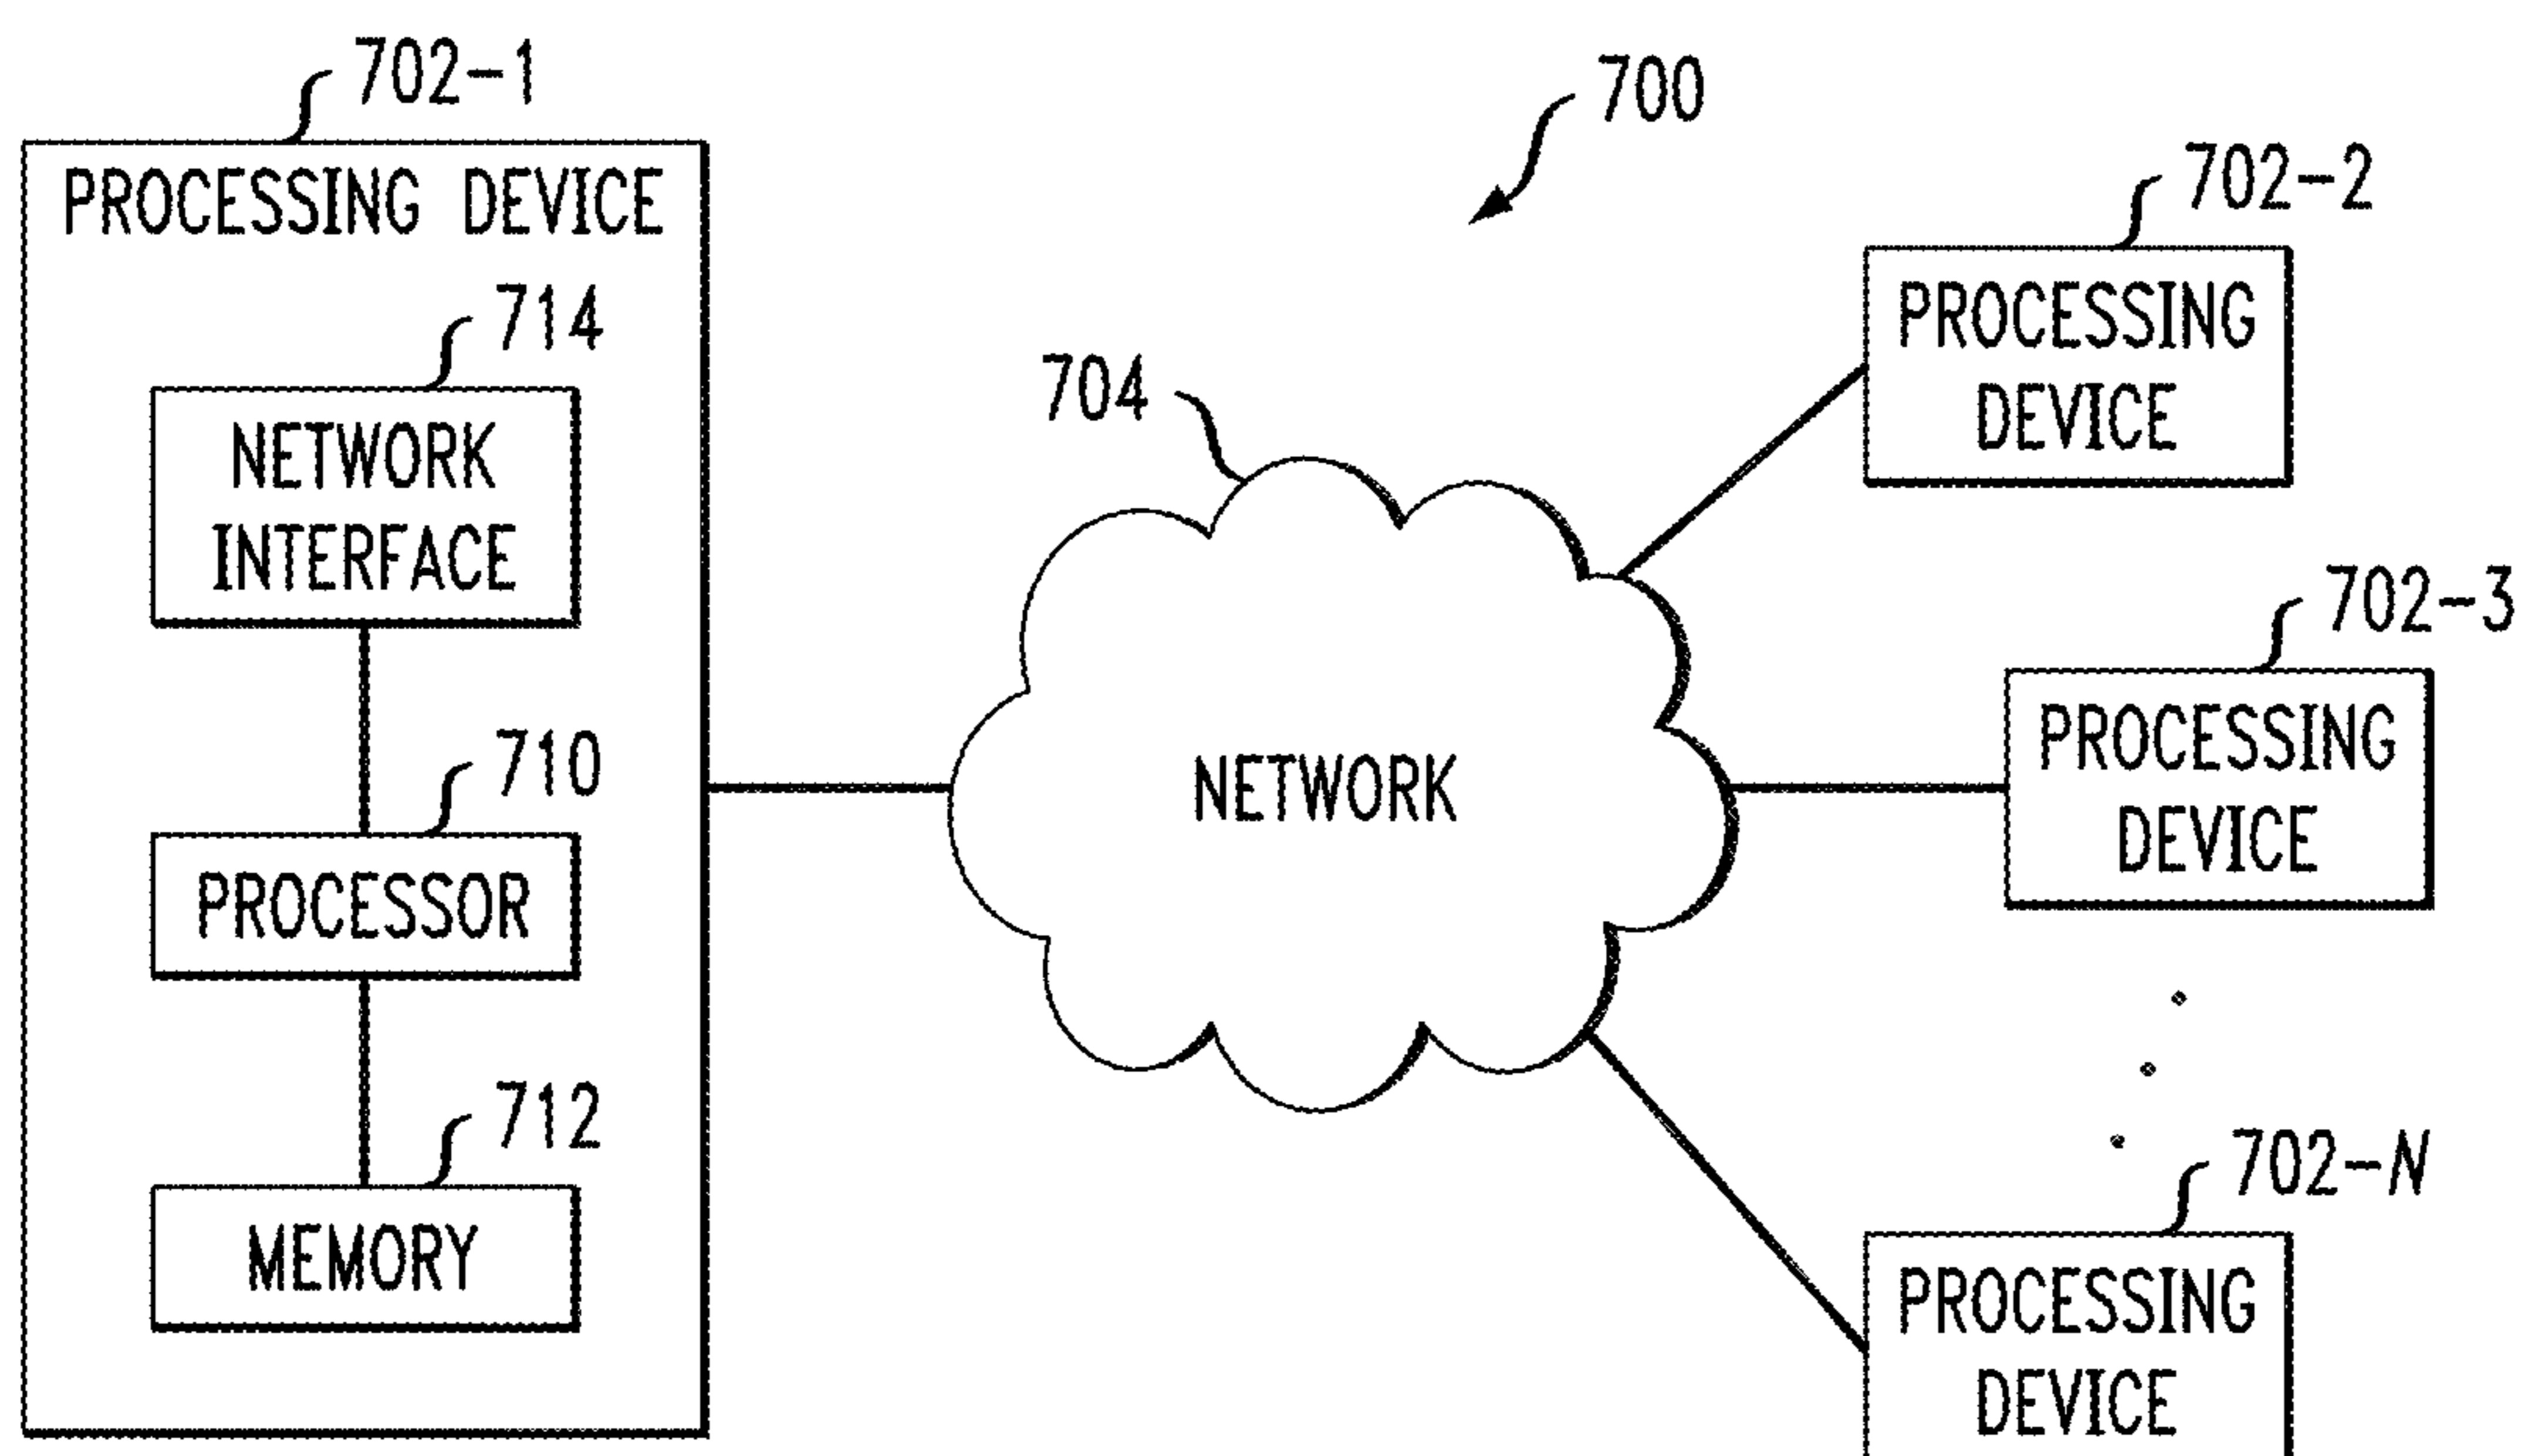 702-1
PROCESSING DEVICE
714
NETWORK
INTERFACE
710
PROCESSOR
712
MEMORY
700
704
NETWORK
702-2
PROCESSING
DEVICE
702-3
PROCESSING
DEVICE
702-N
PROCESSING
DEVICE